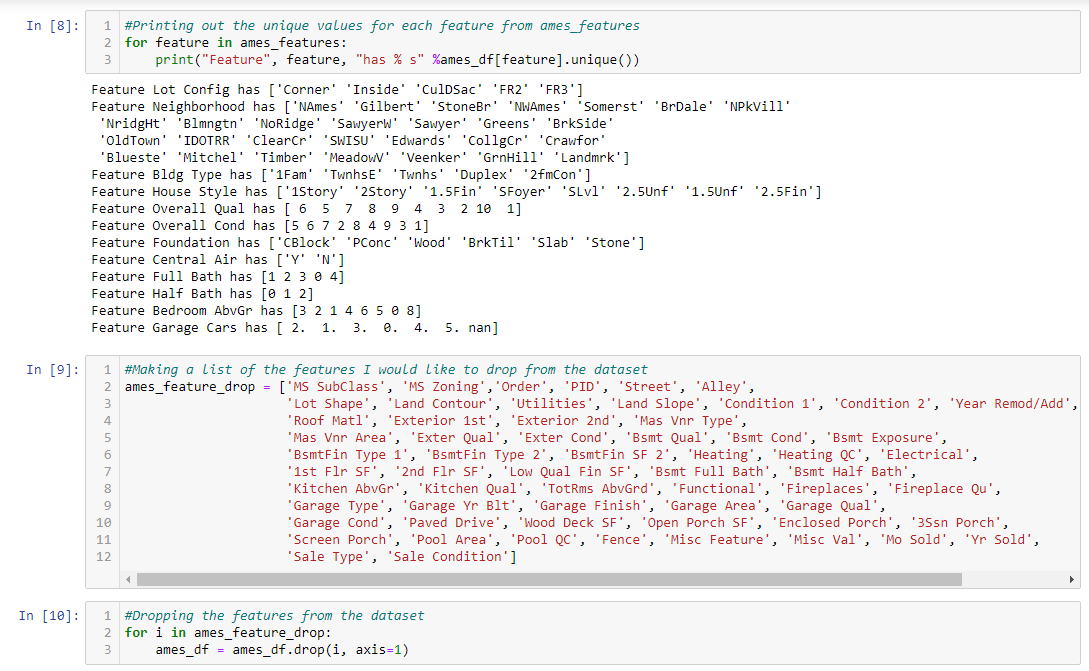 In [8]:
1 #Printing out the unique values for each feature from ames_features
2 for feature in ames_features:
3     print("Feature", feature, "has % s" %ames_df[feature].unique())
Feature Lot Config has ['Corner' 'Inside' 'CulDSac' 'FR2' 'FR3']
Feature Neighborhood has ['NAmes' 'Gilbert' 'StoneBr' 'NWAmes' 'Somerst' 'BrDale' 'NPkVill'
 'NridgHt' 'Blmngtn' 'NoRidge' 'SawyerW' 'Sawyer' 'Greens' 'BrkSide'
 'OldTown' 'IDOTRR' 'ClearCr' 'SWISU' 'Edwards' 'CollgCr' 'Crawfor'
 'Blueste' 'Mitchel' 'Timber' 'MeadowV' 'Veenker' 'GrnHill' 'Landmrk']
Feature Bldg Type has ['1Fam' 'TwnhsE' 'Twnhs' 'Duplex' '2fmCon']
Feature House Style has ['1Story' '2Story' '1.5Fin' 'SFoyer' 'SLvl' '2.5Unf' '1.5Unf' '2.5Fin']
Feature Overall Qual has [ 6  5  7  8  9  4  3  2 10  1]
Feature Overall Cond has [5 6 7 2 8 4 9 3 1]
Feature Foundation has ['CBlock' 'PConc' 'Wood' 'BrkTil' 'Slab' 'Stone']
Feature Central Air has ['Y' 'N']
Feature Full Bath has [1 2 3 0 4]
Feature Half Bath has [0 1 2]
Feature Bedroom AbvGr has [3 2 1 4 6 5 0 8]
Feature Garage Cars has [ 2.  1.  3.  0.  4.  5. nan]
In [9]:
1 #Making a list of the features I would like to drop from the dataset
2 ames_feature_drop = ['MS SubClass', 'MS Zoning','Order', 'PID', 'Street', 'Alley',
3                      'Lot Shape', 'Land Contour', 'Utilities', 'Land Slope', 'Condition 1', 'Condition 2', 'Year Remod/Add',
4                      'Roof Matl', 'Exterior 1st', 'Exterior 2nd', 'Mas Vnr Type',
5                      'Mas Vnr Area', 'Exter Qual', 'Exter Cond', 'Bsmt Qual', 'Bsmt Cond', 'Bsmt Exposure',
6                      'BsmtFin Type 1', 'BsmtFin Type 2', 'BsmtFin SF 2', 'Heating', 'Heating QC', 'Electrical',
7                      '1st Flr SF', '2nd Flr SF', 'Low Qual Fin SF', 'Bsmt Full Bath', 'Bsmt Half Bath',
8                      'Kitchen AbvGr', 'Kitchen Qual', 'TotRms AbvGrd', 'Functional', 'Fireplaces', 'Fireplace Qu',
9                      'Garage Type', 'Garage Yr Blt', 'Garage Finish', 'Garage Area', 'Garage Qual',
10                      'Garage Cond', 'Paved Drive', 'Wood Deck SF', 'Open Porch SF', 'Enclosed Porch', '3Ssn Porch',
11                      'Screen Porch', 'Pool Area', 'Pool QC', 'Fence', 'Misc Feature', 'Misc Val', 'Mo Sold', 'Yr Sold',
12                      'Sale Type', 'Sale Condition']
In [10]:
1 #Dropping the features from the dataset
2 for i in ames_feature_drop:
3     ames_df = ames_df.drop(i, axis=1)